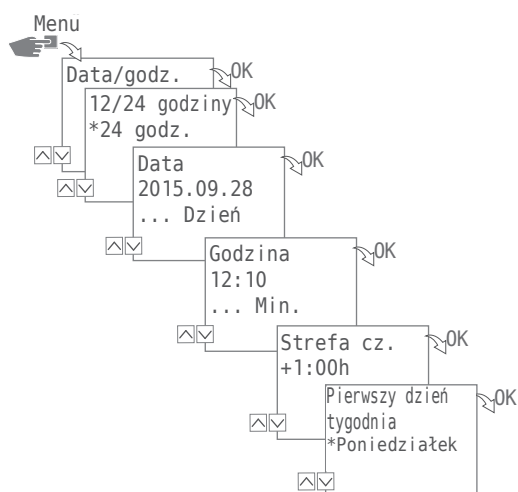 Menu
Data/godz.
OK
12/24 godziny
OK
*24 godz.
Data
OK
2015.09.28
... Dzień
Godzina
OK
12:10
... Min.
Strefa cz.
OK
+1:00h
Pierwszy dzień
OK
tygodnia
*Poniedziałek